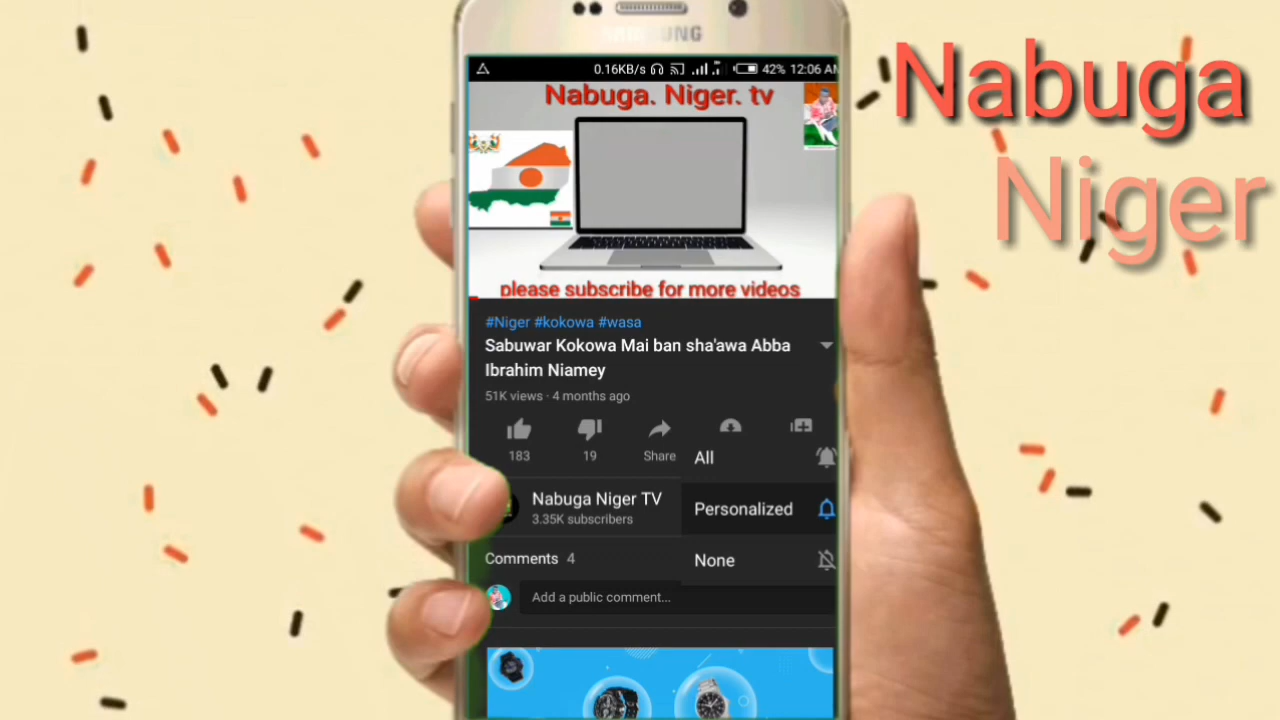 Nabuga
Niger
SAMSUNG
0.16KB/s 42% 12:06 AM
Nabuga. Niger. tv
please subscribe for more videos
#Niger #kokowa #wasa
Sabuwar Kokowa Mai ban sha'awa Abba
Ibrahim Niamey
51K views · 4 months ago
183 19 Share
All
Nabuga Niger TV
3.35K subscribers
Personalized
Comments 4
None
Add a public comment...